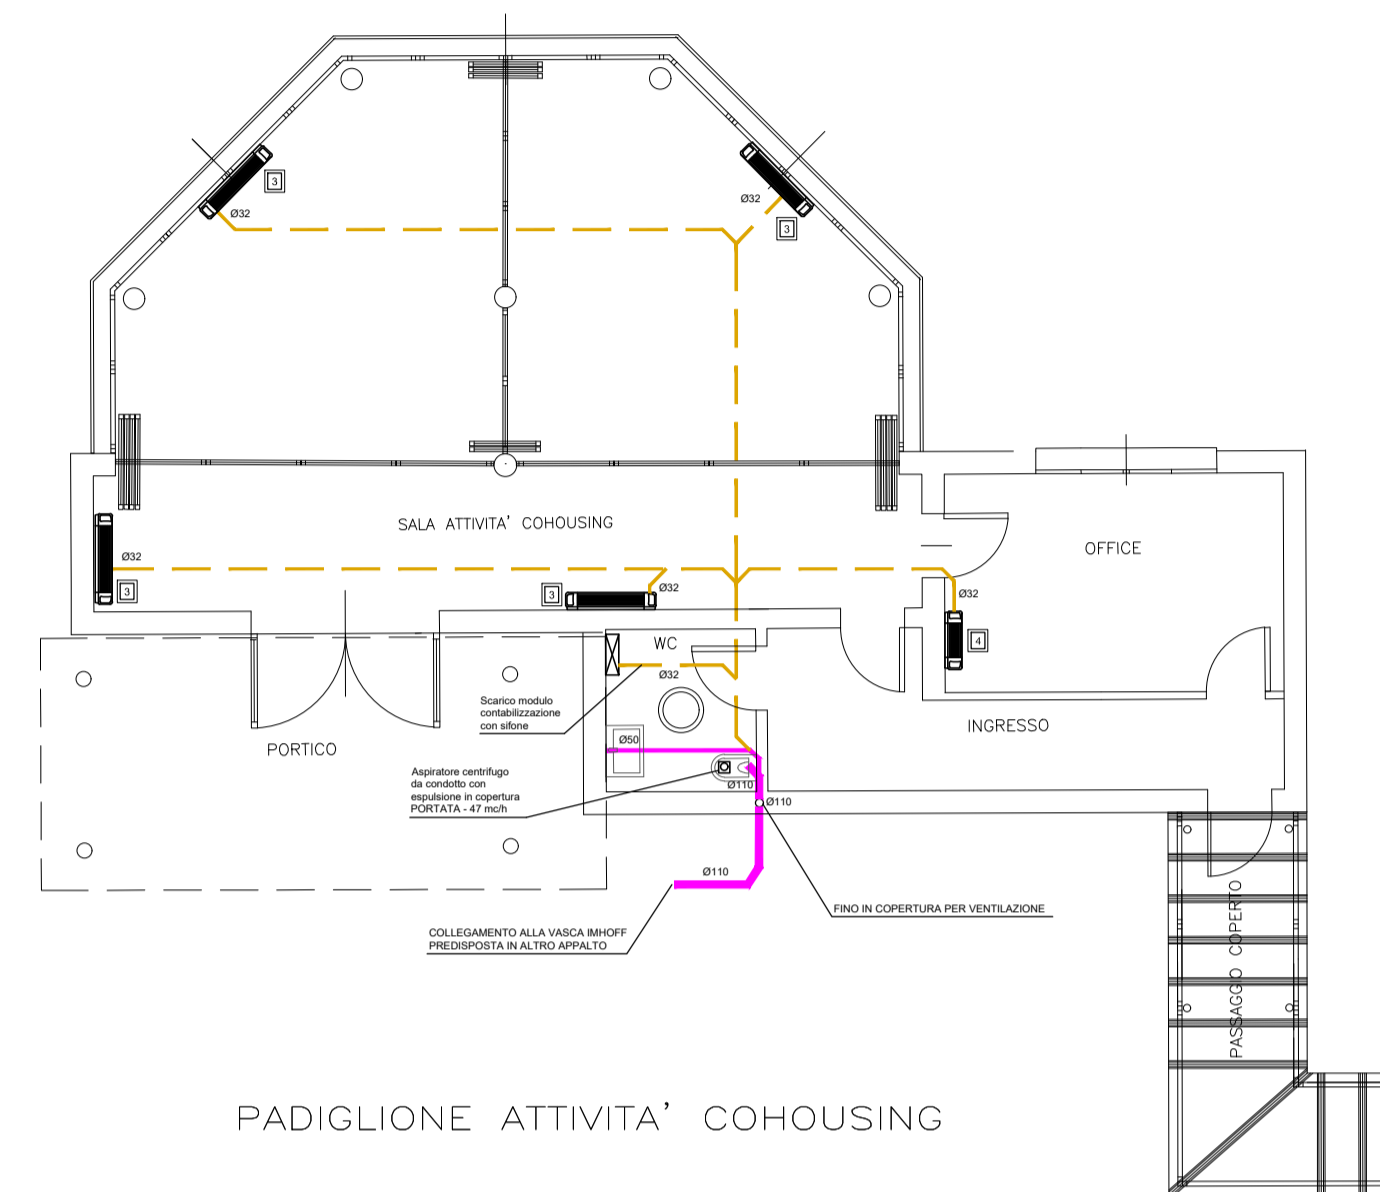 3
Ø32
Ø32
3
SALA ATTIVITA' COHOUSING
OFFICE
Ø32
3
3
Ø32
Ø32
4
WC
Ø32
Scarico modulo
contabilizzazione
con sifone
INGRESSO
PORTICO
Ø50
Aspiratore centrifugo
da condotto con
espulsione in copertura
PORTATA - 47 mc/h
Ø110
Ø110
Ø110
FINO IN COPERTURA PER VENTILAZIONE
COLLEGAMENTO ALLA VASCA IMHOFF
PREDISPOSTA IN ALTRO APPALTO
PASSAGGIO COPERTO
PADIGLIONE ATTIVITA' COHOUSING